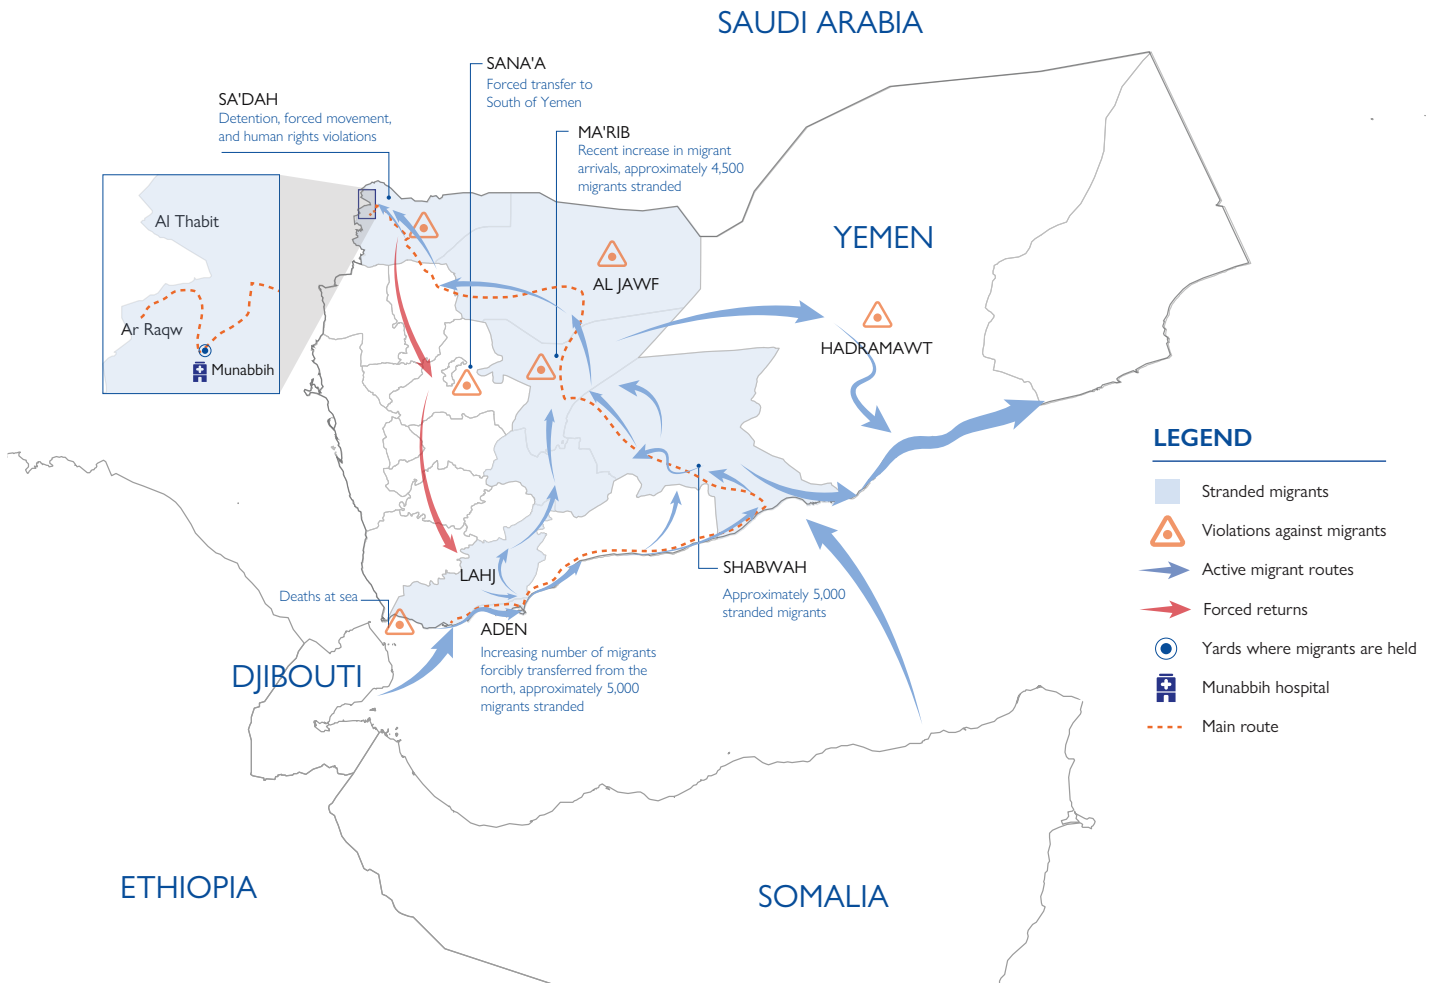 SAUDI ARABIA
SANA'A
Forced transfer to
South of Yemen
SA'DAH
Detention, forced movement,
and human rights violations
MA'RIB
Recent increase in migrant
arrivals, approximately 4,500
migrants stranded
Al Thabit
Ar Raqw
Munabbih
YEMEN
AL JAWF
HADRAMAWT
LAHJ
SHABWAH
Approximately 5,000
stranded migrants
Deaths at sea
ADEN
Increasing number of migrants
forcibly transferred from the
north, approximately 5,000
migrants stranded
DJIBOUTI
ETHIOPIA
SOMALIA
LEGEND
Stranded migrants
Violations against migrants
Active migrant routes
Forced returns
Yards where migrants are held
Munabbih hospital
Main route